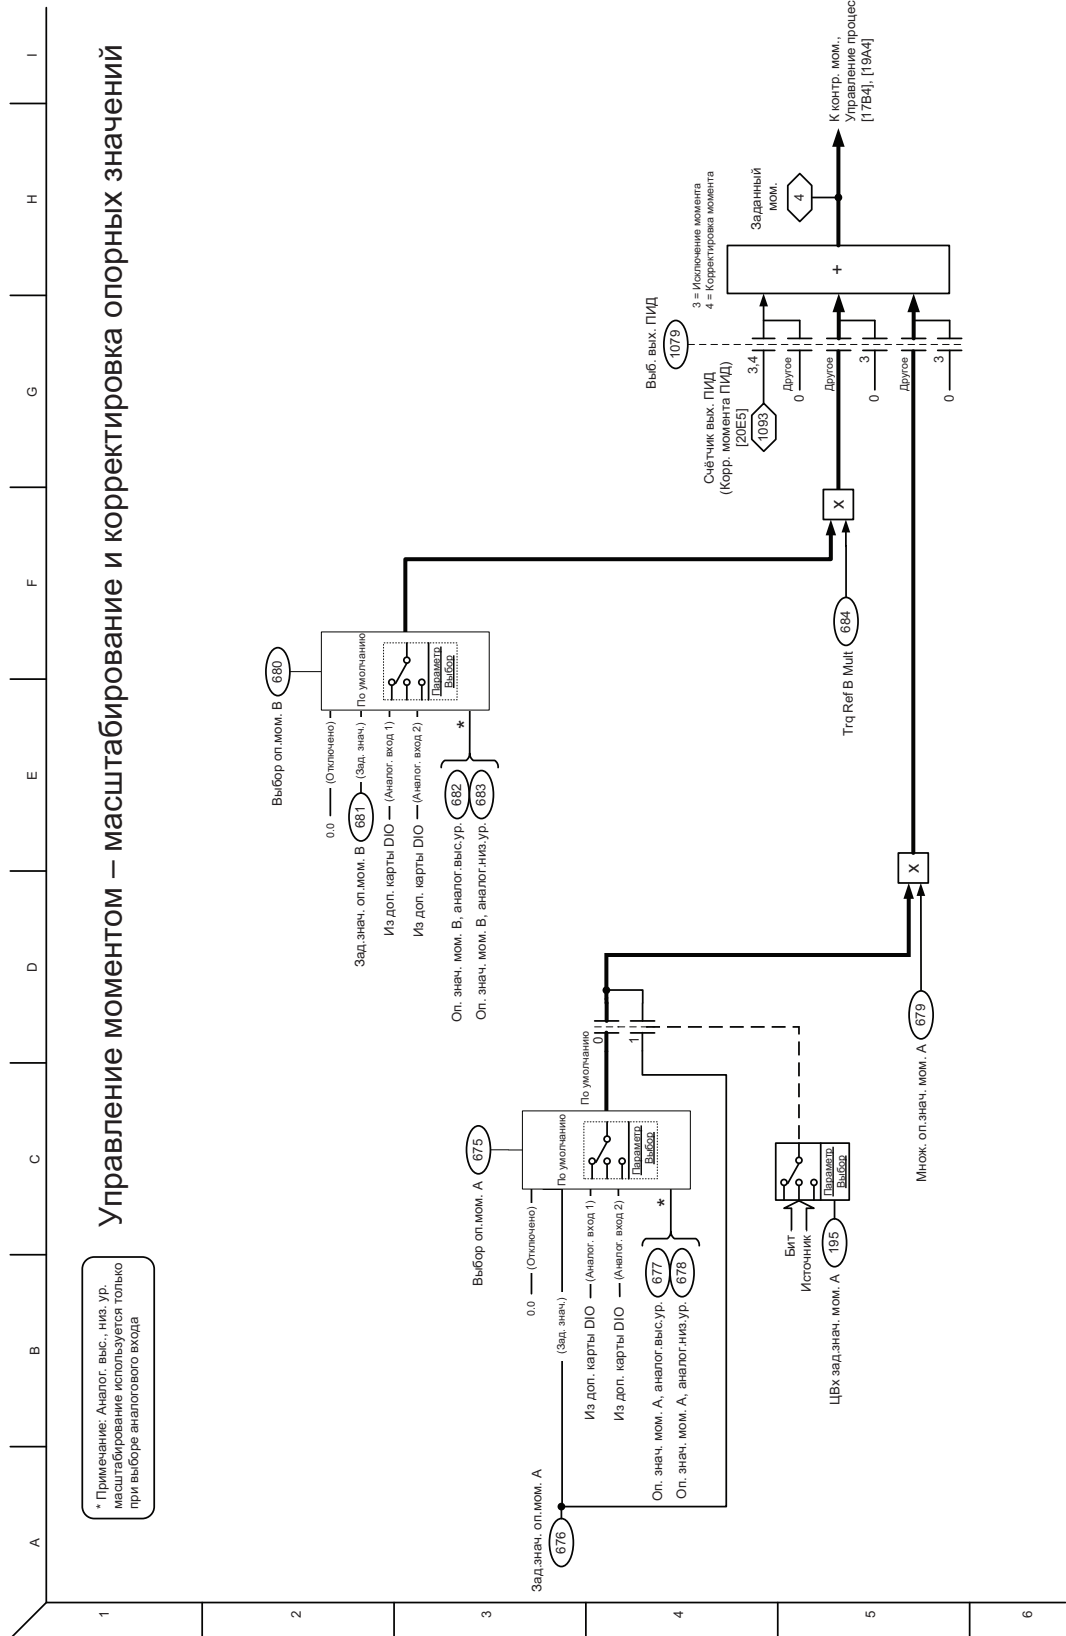 A
B
C
D
E
F
G
H
I
1
2
3
4
5
6
Управление моментом – масштабирование и корректировка опорных значений
* Примечание: Аналог. выс., низ. ур.
масштабирование используется только
при выборе аналогового входа
Выбор оп.мом. B
680
0.0
(Отключено)
Зад.знач. оп.мом. B
681
(Зад. знач.)
По умолчанию
Из доп. карты DIO
(Аналог. вход 1)
Из доп. карты DIO
(Аналог. вход 2)
Параметр
Выбор
*
Оп. знач. мом. B, аналог.выс.ур.
682
Оп. знач. мом. B, аналог.низ.ур.
683
Выбор оп.мом. A
675
0.0
(Отключено)
Зад.знач. оп.мом. A
676
(Зад. знач.)
По умолчанию
Из доп. карты DIO
(Аналог. вход 1)
Из доп. карты DIO
(Аналог. вход 2)
Параметр
Выбор
*
Оп. знач. мом. A, аналог.выс.ур.
677
Оп. знач. мом. A, аналог.низ.ур.
678
По умолчанию
0
1
Бит
Источник
Параметр
Выбор
195
ЦВх зад.знач. мом. A
Множ. оп.знач. мом. A
679
X
Trq Ref B Mult
684
X
Выб. вых. ПИД
1079
3 = Исключение момента
4 = Корректировка момента
Счётчик вых. ПИД
(Корр. момента ПИД)
[20E5]
1093
3,4
Другое
0
Другое
3
0
Другое
3
0
+
Заданный
мом.
4
К контр. мом.,
Управление процес
[17B4], [19A4]